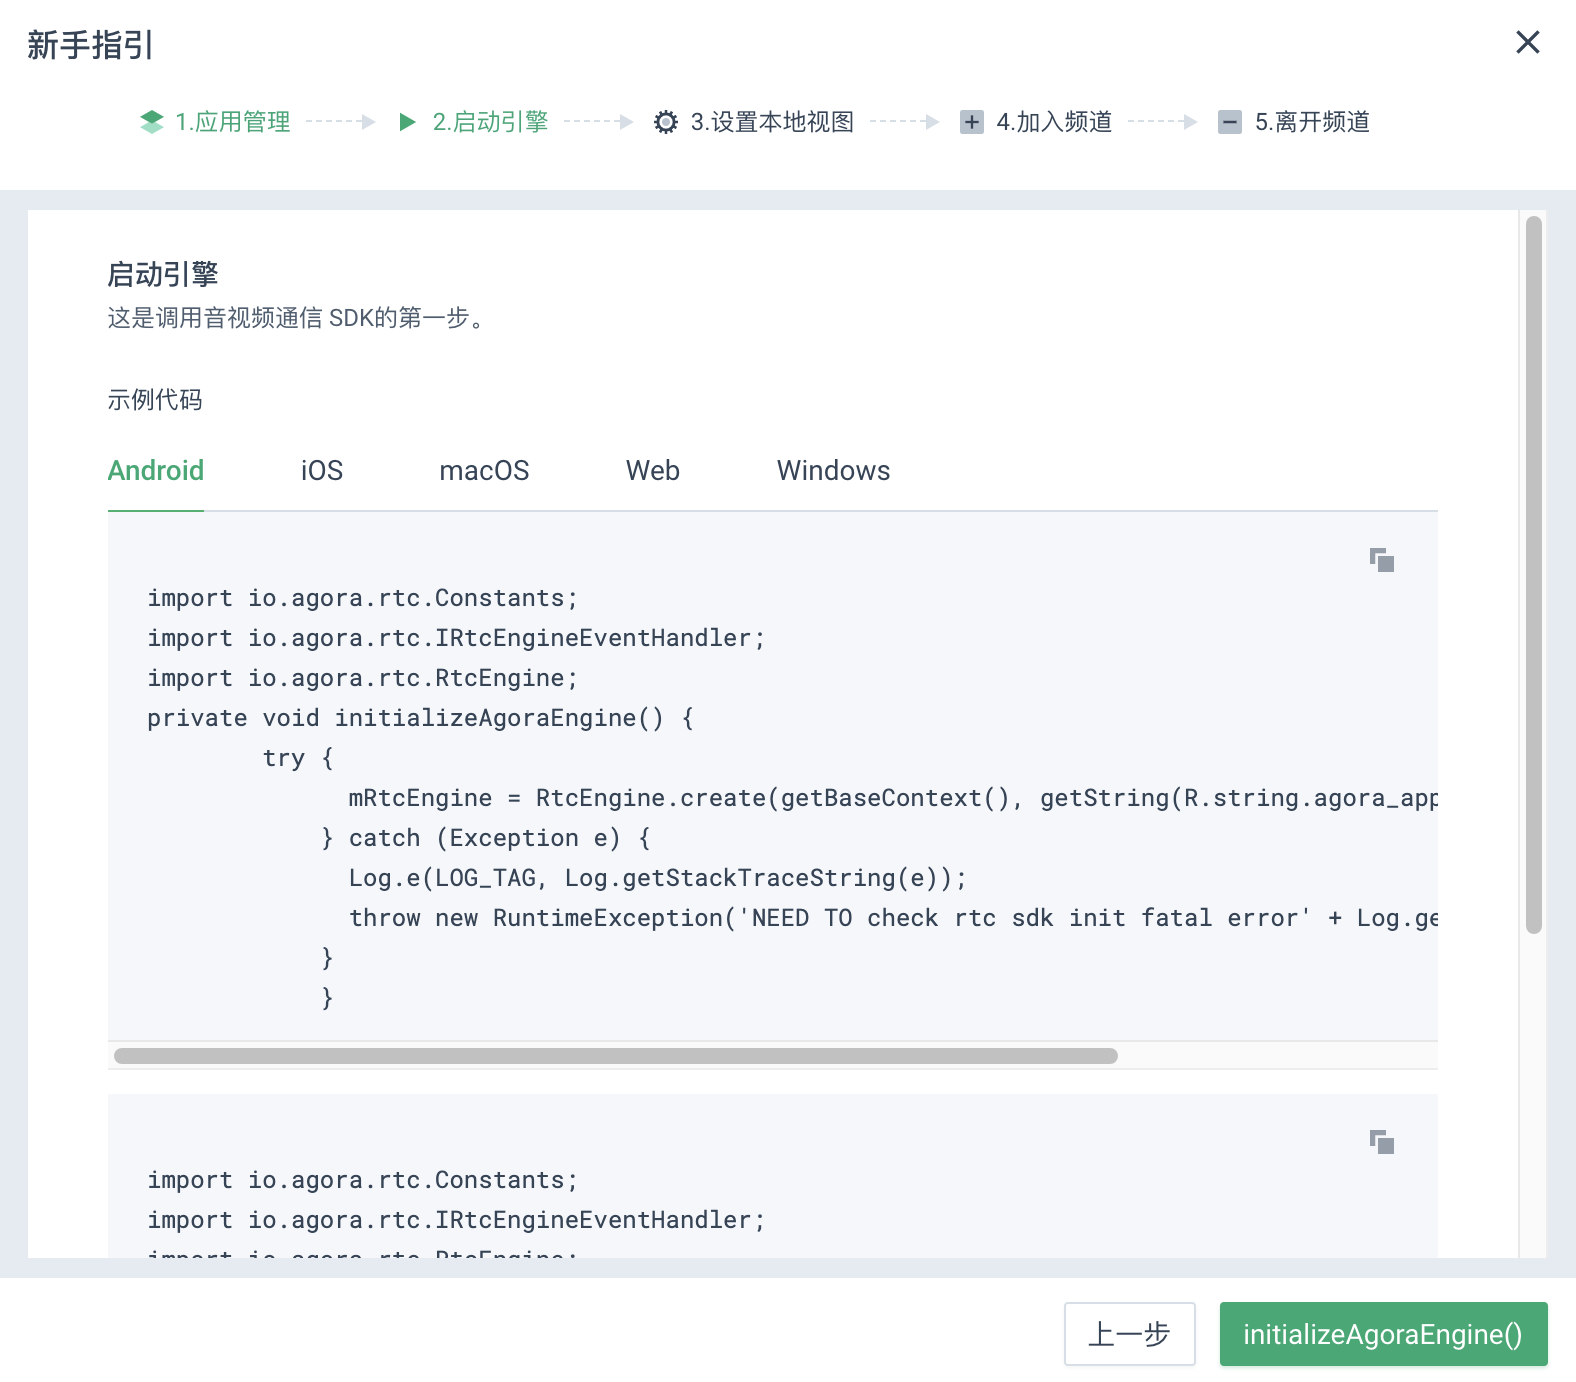 新手指引
1.应用管理 2.启动引擎 3.设置本地视图 4.加入频道 5.离开频道
启动引擎
这是调用音视频通信 SDK的第一步。
示例代码
Android iOS macOS Web Windows
import io.agora.rtc.Constants;
import io.agora.rtc.IRtcEngineEventHandler;
import io.agora.rtc.RtcEngine;
private void initializeAgoraEngine() {
try {
mRtcEngine = RtcEngine.create(getBaseContext(), getString(R.string.agora_app
} catch (Exception e) {
Log.e(LOG_TAG, Log.getStackTraceString(e));
throw new RuntimeException('NEED TO check rtc sdk init fatal error' + Log.ge
}
}
import io.agora.rtc.Constants;
import io.agora.rtc.IRtcEngineEventHandler;
import io.agora.rtc.RtcEngine;
上一步 initializeAgoraEngine()